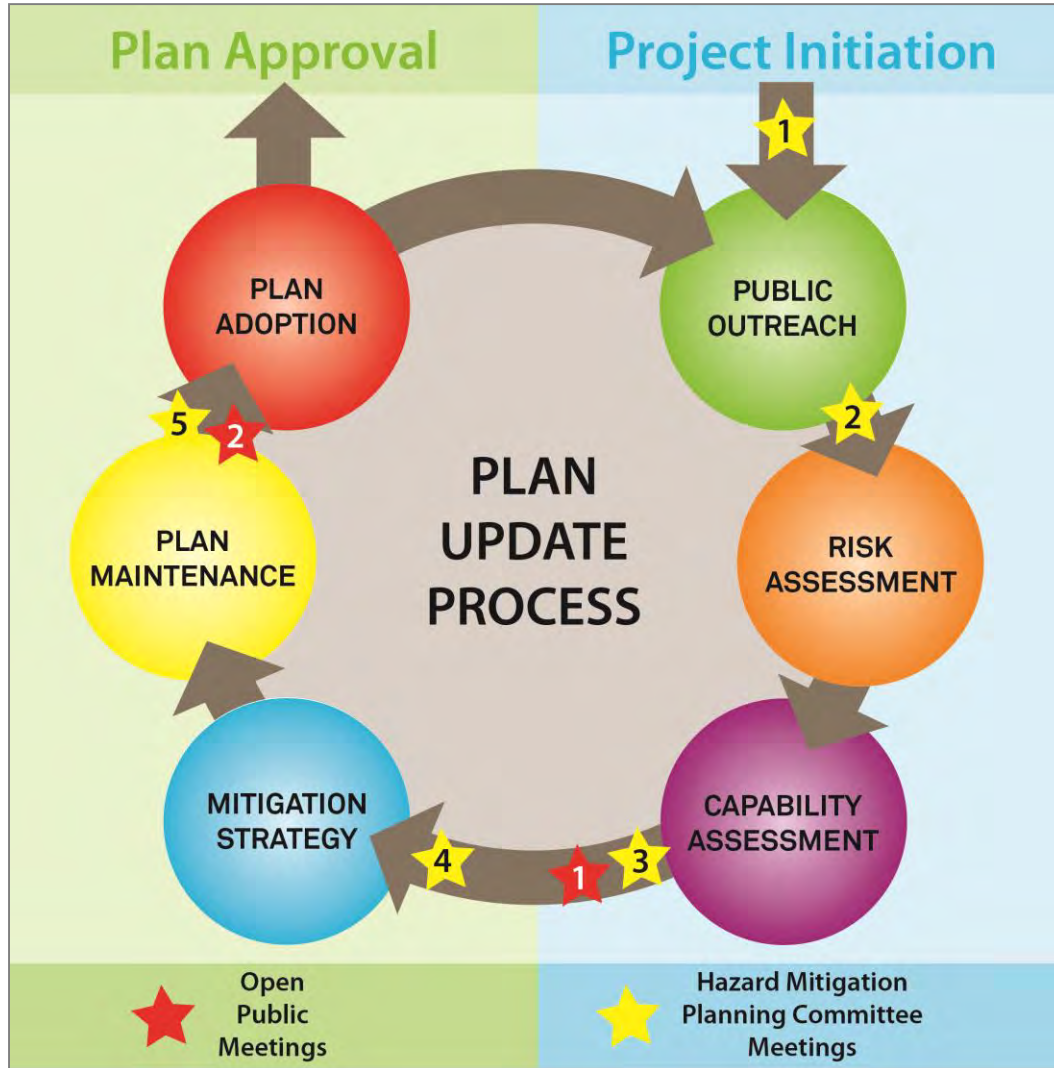 Plan Approval
Project Initiation
1
PLAN
ADOPTION
PUBLIC
OUTREACH
5
2
2
PLAN
UPDATE
PROCESS
PLAN
MAINTENANCE
RISK
ASSESSMENT
MITIGATION
STRATEGY
CAPABILITY
ASSESSMENT
4
1
3
Open
Public
Meetings
Hazard Mitigation
Planning Committee
Meetings